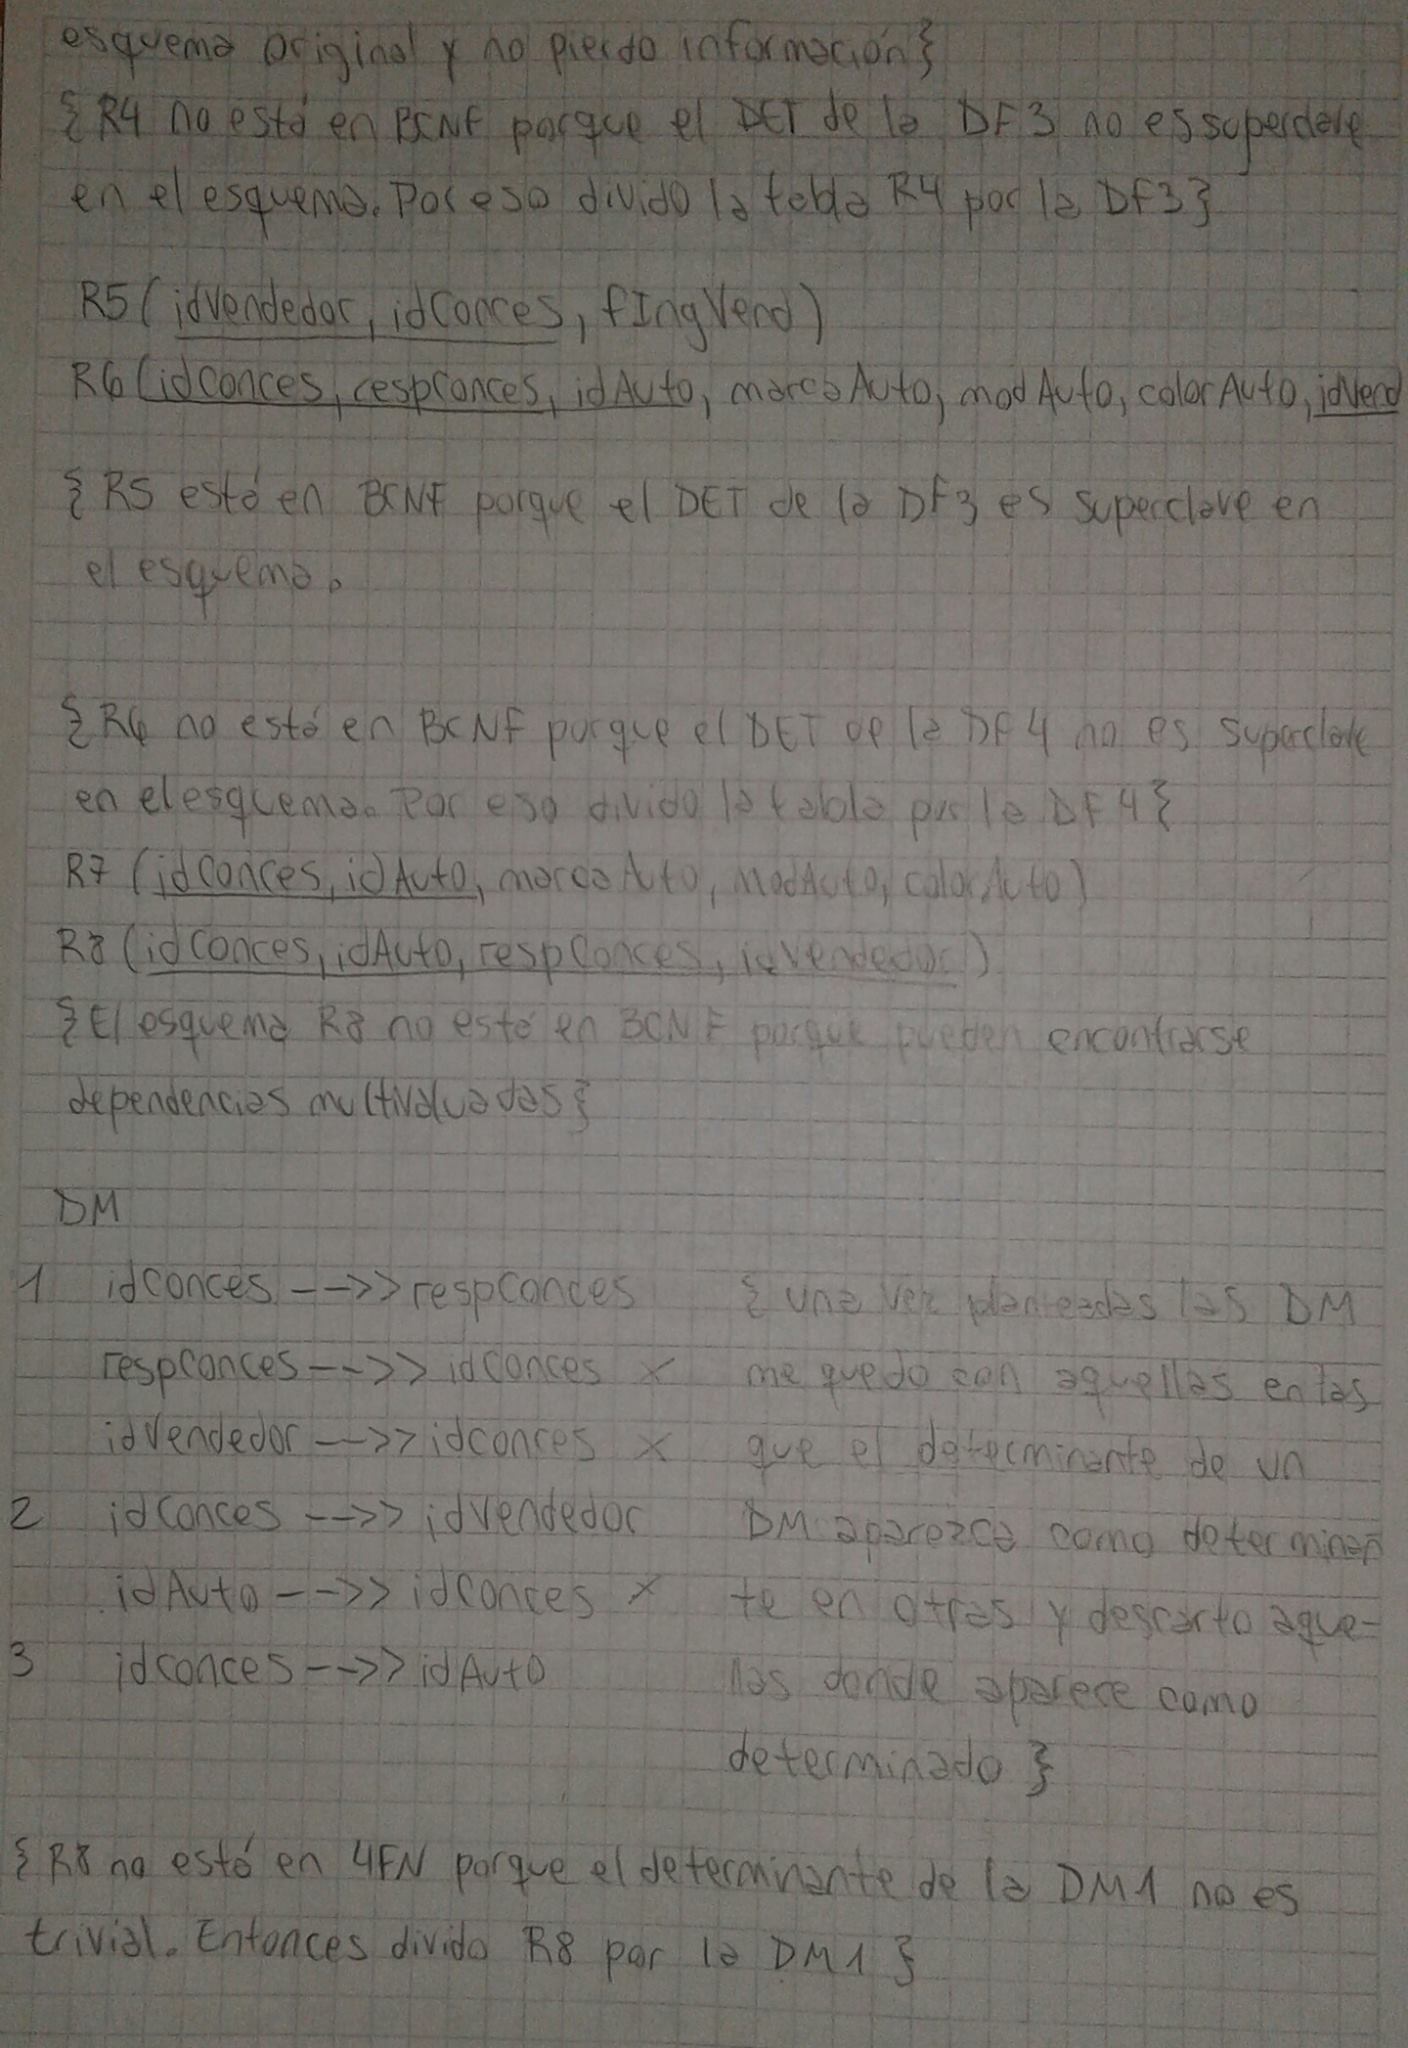 esquema original y no pierdo información}
{R4 no está en BCNF porque el DET de la DF3 no es superclave
en el esquema. Por eso divido la tabla R4 por la DF3}
R5 (idVendedor, idConces, fIngVend)
R6 (idConces, respConces, idAuto, marcaAuto, modAuto, colorAuto, idVend
{R5 está en BCNF porque el DET de la DF3 es superclave en
el esquema.
{R6 no está en BCNF porque el DET de la DF4 no es superclave
en el esquema. Por eso divido la tabla por la DF4}
R7 (idConces, idAuto, marcaAuto, modAuto, colorAuto)
R8 (idConces, idAuto, respConces, idVendedor)
{El esquema R8 no está en BCNF porque pueden encontrarse
dependencias multivaluadas}
DM
1 idConces -->> respConces {una vez planteadas las DM
respConces -->> idConces x me quedo con aquellas en las
idVendedor -->> idConces x que el determinante de un
2 idConces -->> idVendedor DM aparezca como determinan
idAuto -->> idConces x te en otras y descarto aque-
3 idConces -->> idAuto llas donde aparece como
determinado}
{R8 no está en 4FN porque el determinante de la DM1 no es
trivial. Entonces divido R8 por la DM1}